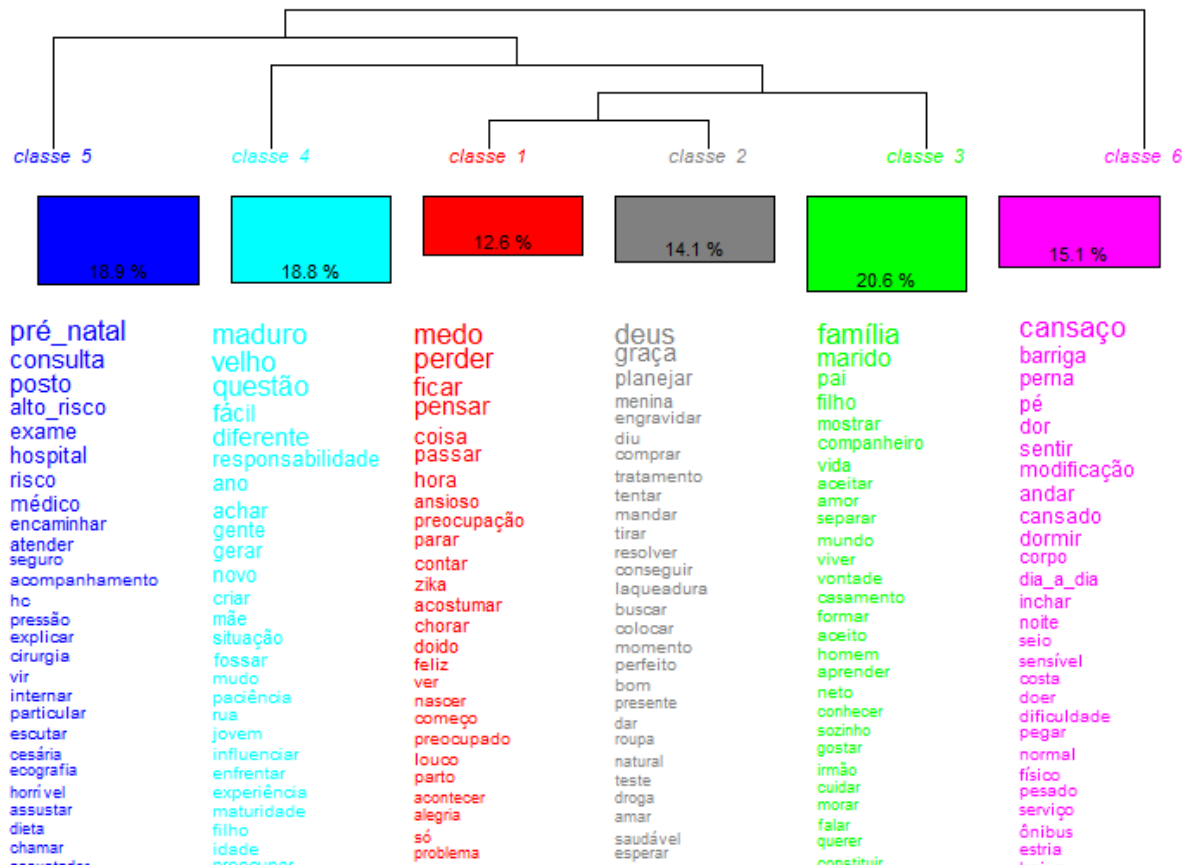 classe 5
classe 4
classe 1
classe 2
classe 3
classe 6
18.9 %
18.8 %
12.6 %
14.1 %
20.6 %
15.1 %
pré_natal
consulta
posto
alto_risco
exame
hospital
risco
médico
encaminhar
atender
seguro
acompanhamento
hc
pressão
explicar
cirurgia
vir
internar
particular
escutar
cesária
ecografia
horrível
assustar
dieta
chamar
maduro
velho
questão
fácil
diferente
responsabilidade
ano
achar
gente
gerar
novo
criar
mãe
situação
fossar
mudo
paciência
rua
jovem
influenciar
enfrentar
experiência
maturidade
filho
idade
preocupar
medo
perder
ficar
pensar
coisa
passar
hora
ansioso
preocupação
parar
contar
zika
acostumar
chorar
doido
feliz
ver
nascer
começo
preocupado
louco
parto
acontecer
alegria
só
problema
deus
graça
planejar
menina
engravidar
diu
comprar
tratamento
tentar
mandar
tirar
resolver
conseguir
laqueadura
buscar
colocar
momento
perfeito
bom
presente
dar
roupa
natural
teste
droga
amar
saudável
esperar
família
marido
pai
filho
mostrar
companheiro
vida
aceitar
amor
separar
mundo
viver
vontade
casamento
formar
aceito
homem
aprender
neto
conhecer
sozinho
gostar
irmão
cuidar
morar
falar
querer
constituir
cansaço
barriga
perna
pé
dor
sentir
modificação
andar
cansado
dormir
corpo
dia_a_dia
inchar
noite
seio
sensível
costa
doer
dificuldade
pegar
normal
físico
pesado
serviço
ônibus
estria